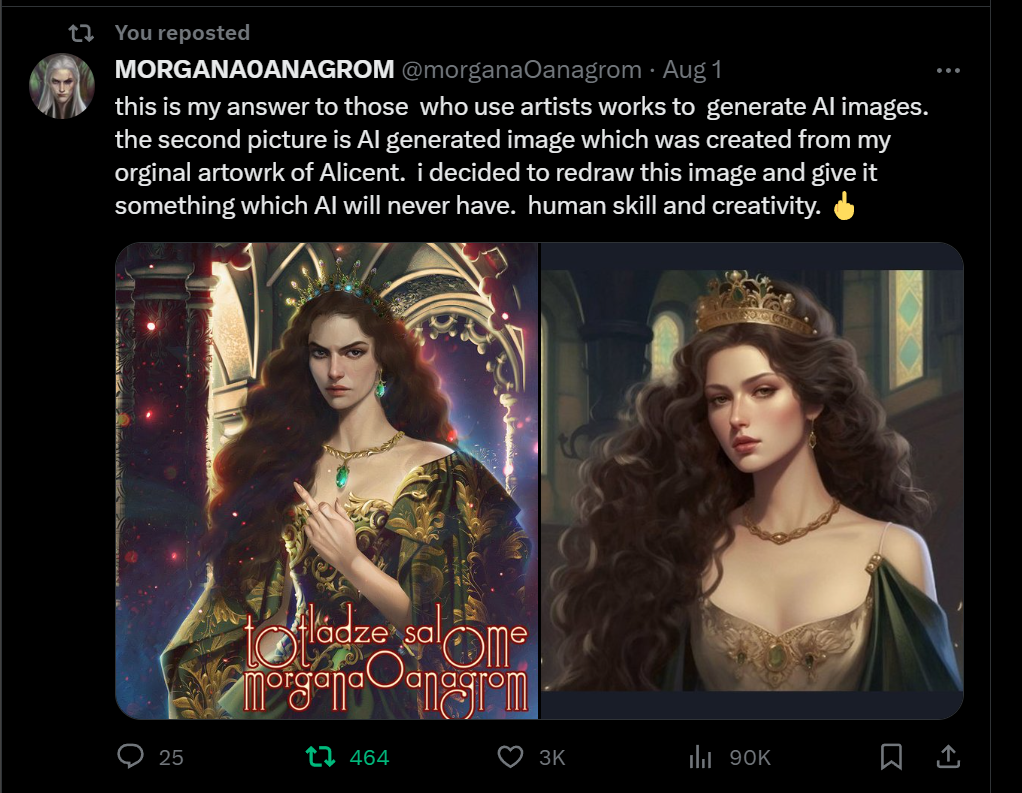 You reposted
MORGANA0ANAGROM @morgana0anagrom · Aug 1
this is my answer to those who use artists works to generate AI images.
the second picture is AI generated image which was created from my
orginal artowrk of Alicent. i decided to redraw this image and give it
something which AI will never have. human skill and creativity. 🖕
totladze salome
morgana0anagrom
25 464 3K 90K